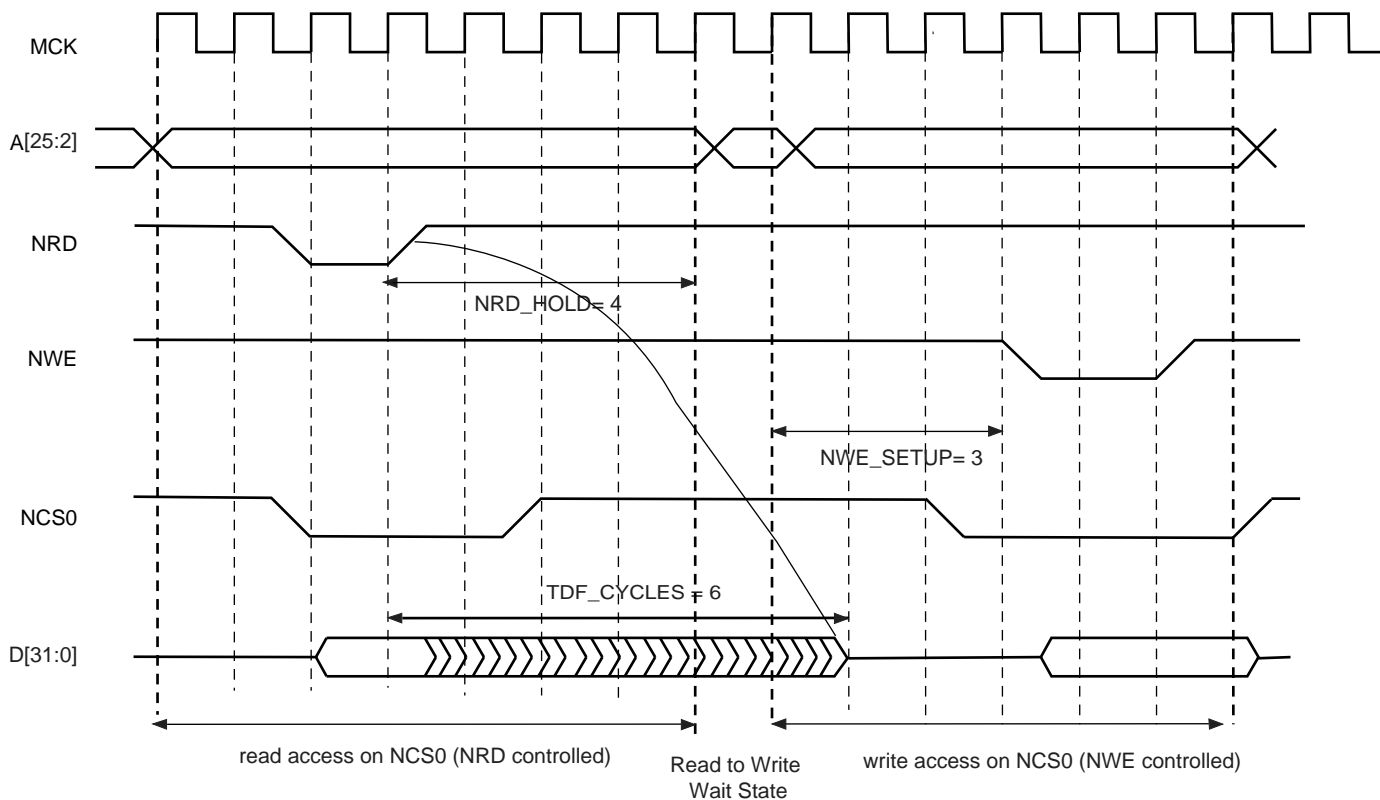 MCK
A[25:2]
NRD
NRD_HOLD= 4
NWE
NWE_SETUP= 3
NCS0
TDF_CYCLES = 6
D[31:0]
read access on NCS0 (NRD controlled)
Read to Write
Wait State
write access on NCS0 (NWE controlled)